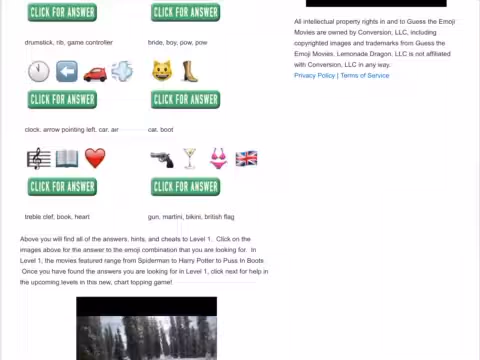 CLICK FOR ANSWER
CLICK FOR ANSWER
drumstick, rib, game controller
bride, boy, pow, pow
CLICK FOR ANSWER
CLICK FOR ANSWER
clock, arrow pointing left, car, air
cat, boot
CLICK FOR ANSWER
CLICK FOR ANSWER
treble clef, book, heart
gun, martini, bikini, british flag
Above you will find all of the answers, hints, and cheats to Level 1. Click on the
images above for the answer to the emoji combination that you are looking for. In
Level 1, the movies featured range from Spiderman to Harry Potter to Puss In Boots
Once you have found the answers you are looking for in Level 1, click next for help in
the upcoming levels in this new, chart topping game!
All intellectual property rights in and to Guess the Emoji
Movies are owned by Conversion, LLC, including
copyrighted images and trademarks from Guess the
Emoji Movies. Lemonade Dragon, LLC is not affiliated
with Conversion, LLC in any way.
Privacy Policy | Terms of Service